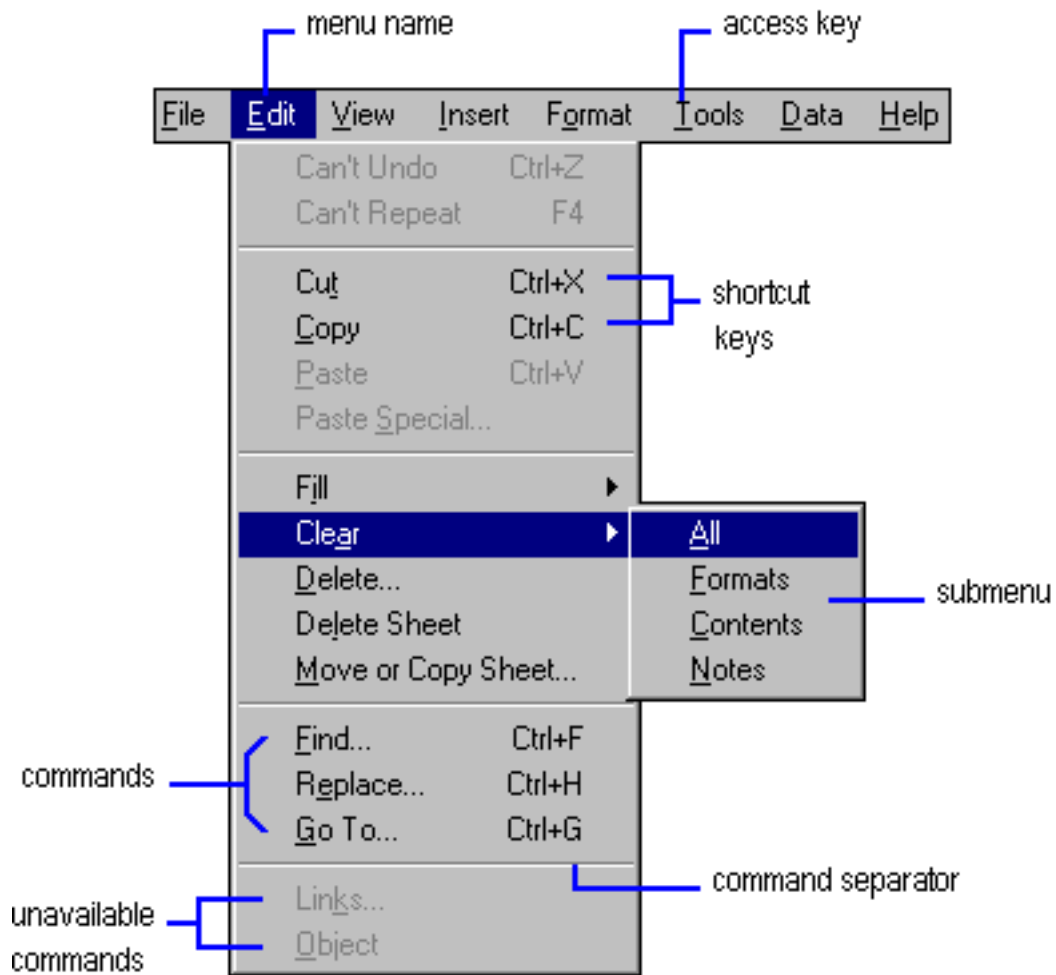 menu name access key
File Edit View Insert Format Tools Data Help
Can't Undo Ctrl+Z
Can't Repeat F4
Cut Ctrl+X
Copy Ctrl+C
shortcut
keys
Paste Ctrl+V
Paste Special...
Fill
Clear All
Delete... Formats
submenu
Delete Sheet Contents
Move or Copy Sheet... Notes
Find... Ctrl+F
commands
Replace... Ctrl+H
Go To... Ctrl+G
command separator
Links...
unavailable
commands
Object